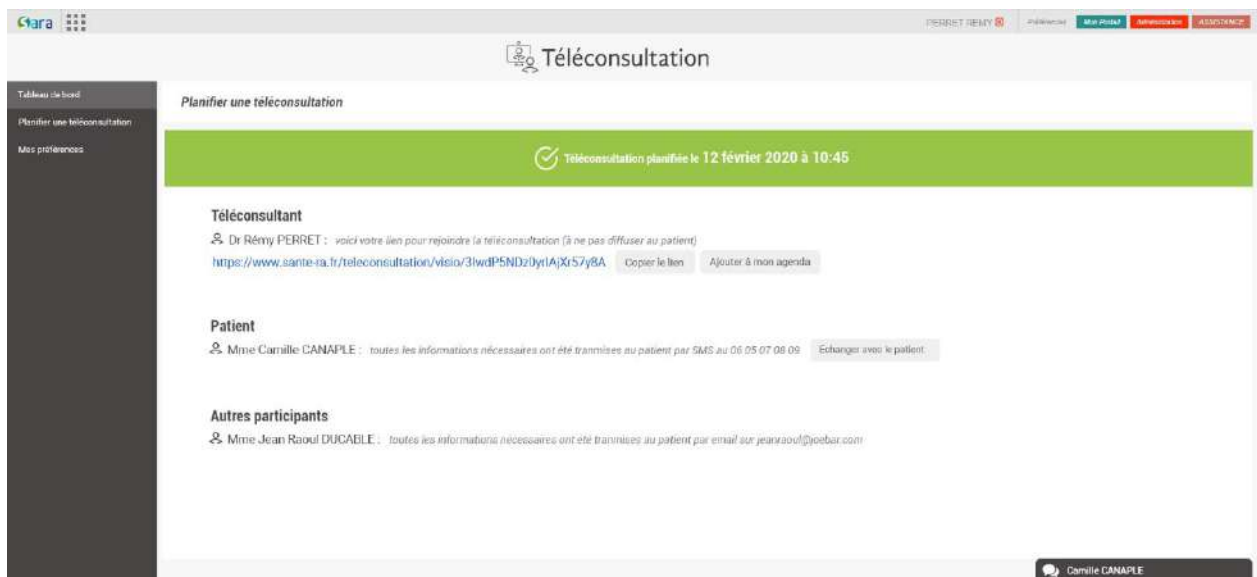 Sara
PERRET REMY Préférences Mon Portail Administration ASSISTANCE
Téléconsultation
Tableau de bord
Planifier une téléconsultation
Mes préférences
Planifier une téléconsultation
Téléconsultation planifiée le 12 février 2020 à 10:45
Téléconsultant
Dr Rémy PERRET : voici votre lien pour rejoindre la téléconsultation (à ne pas diffuser au patient)
https://www.sante-ra.fr/teleconsultation/visio/3IwdP5NDz0yrIAjXr57y8A Copier le lien Ajouter à mon agenda
Patient
Mme Camille CANAPLE : toutes les informations nécessaires ont été tranmises au patient par SMS au 06 05 07 08 09 Echanger avec le patient
Autres participants
Mme Jean Raoul DUCABLE : toutes les informations nécessaires ont été tranmises au patient par email sur jeanraoul@joebar.com
Camille CANAPLE